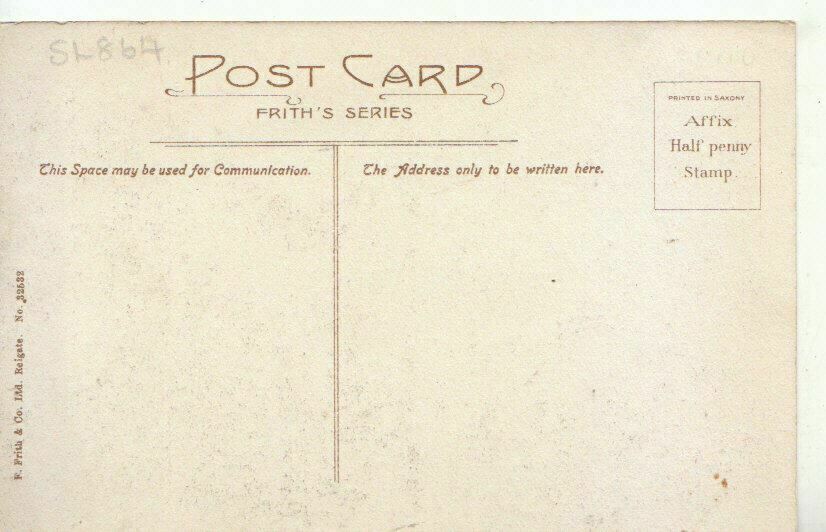 SL864
POST CARD
FRITH'S SERIES
PRINTED IN SAXONY
Affix
Half penny
Stamp.
This Space may be used for Communication.
The Address only to be written here.
F. Frith & Co. Ltd. Reigate. No. 32532